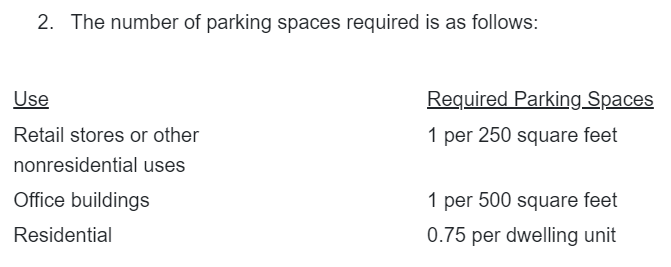 2. The number of parking spaces required is as follows:
Use Required Parking Spaces
Retail stores or other 1 per 250 square feet
nonresidential uses
Office buildings 1 per 500 square feet
Residential 0.75 per dwelling unit